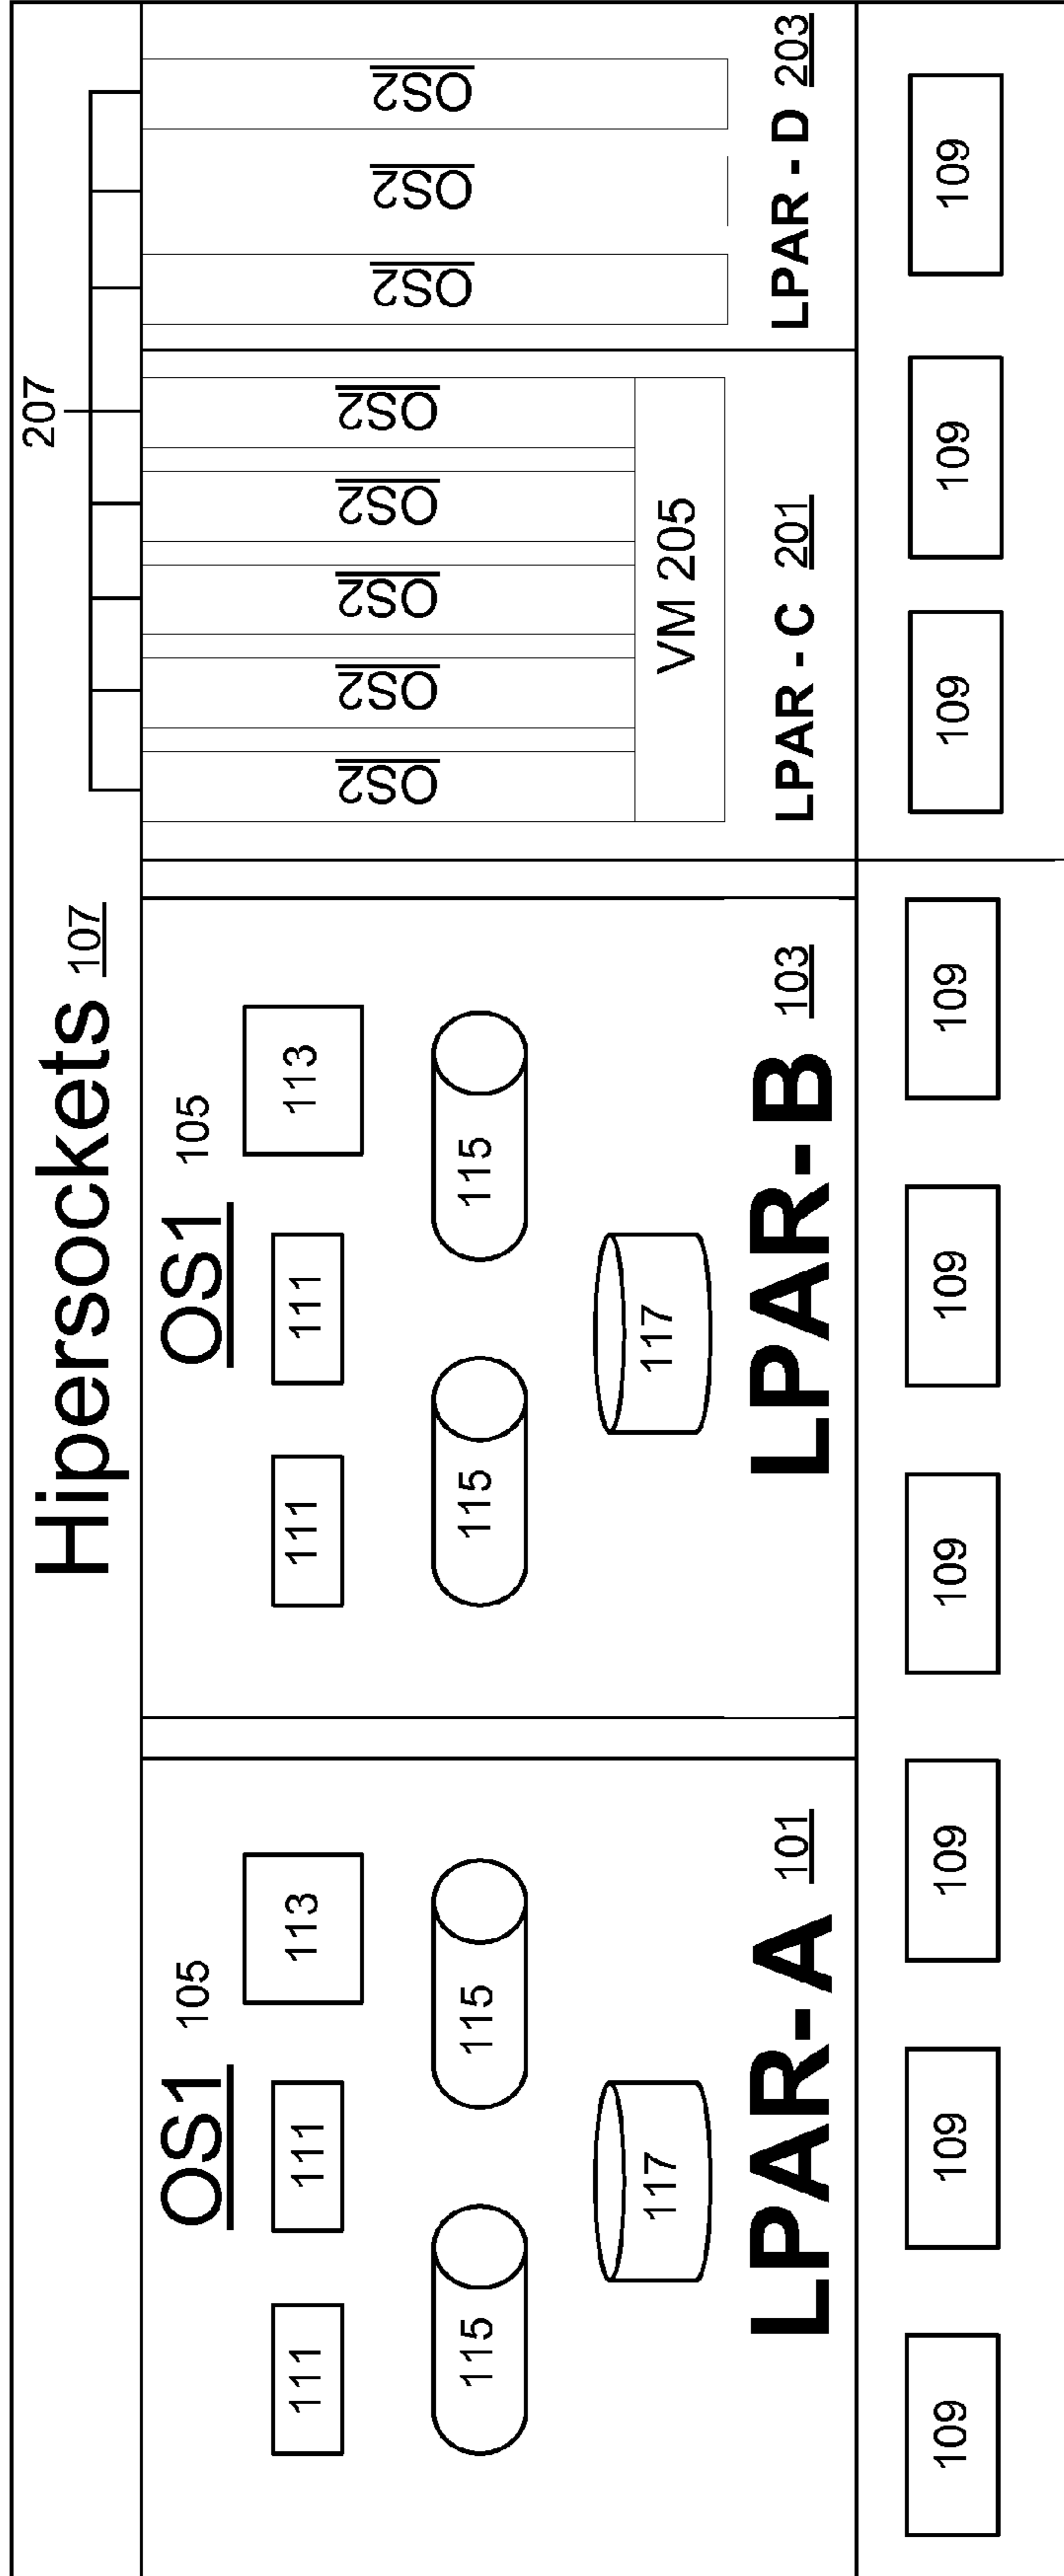 Hipersockets 107
207
OS1 105
111
111
113
115
115
117
LPAR-A 101
OS1 105
111
111
113
115
115
117
LPAR-B 103
OS2
OS2
OS2
OS2
OS2
VM 205
LPAR - C 201
OS2
OS2
OS2
LPAR - D 203
109
109
109
109
109
109
109
109
109